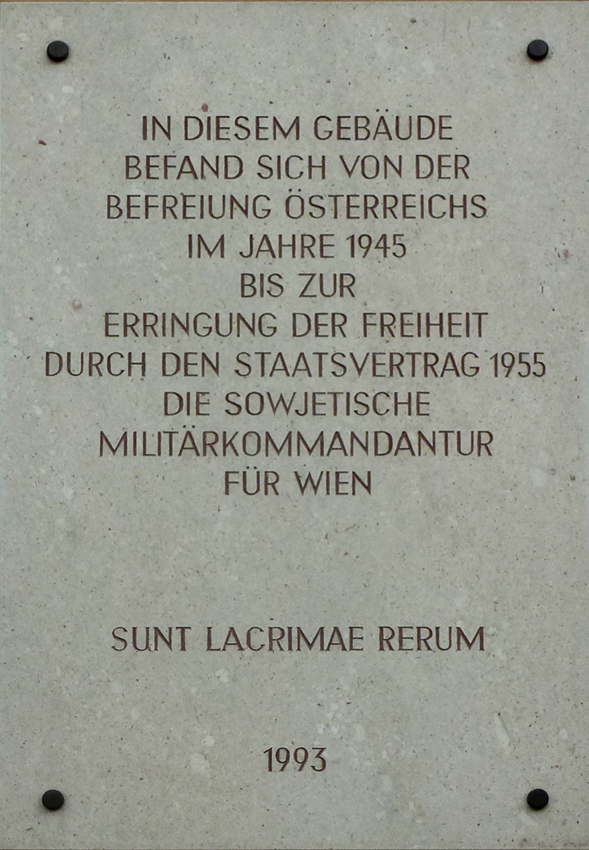 IN DIESEM GEBÄUDE
BEFAND SICH VON DER
BEFREIUNG ÖSTERREICHS
IM JAHRE 1945
BIS ZUR
ERRINGUNG DER FREIHEIT
DURCH DEN STAATSVERTRAG 1955
DIE SOWJETISCHE
MILITÄRKOMMANDANTUR
FÜR WIEN
SUNT LACRIMAE RERUM
1993